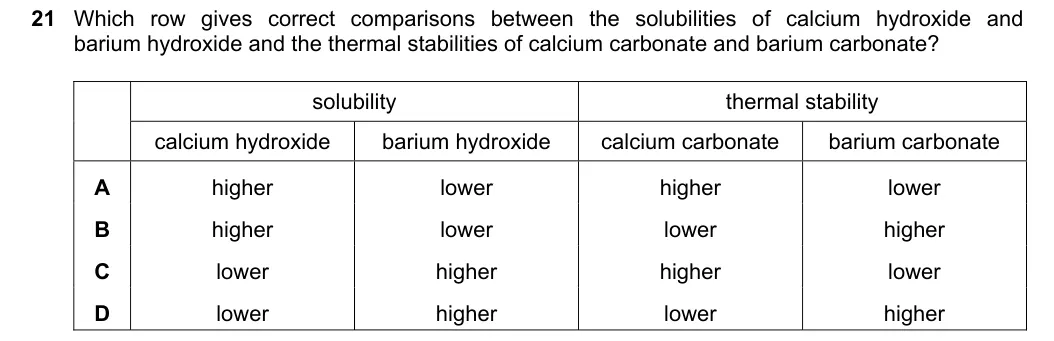 21 Which row gives correct comparisons between the solubilities of calcium hydroxide and
barium hydroxide and the thermal stabilities of calcium carbonate and barium carbonate?
solubility thermal stability
calcium hydroxide barium hydroxide calcium carbonate barium carbonate
A higher lower higher lower
B higher lower lower higher
C lower higher higher lower
D lower higher lower higher